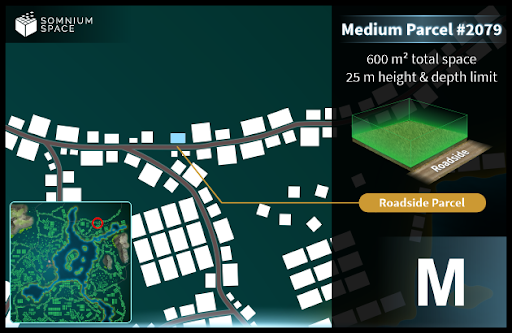 SOMNIUM
SPACE
Medium Parcel #2079
600 m² total space
25 m height & depth limit
Roadside
Roadside Parcel
M